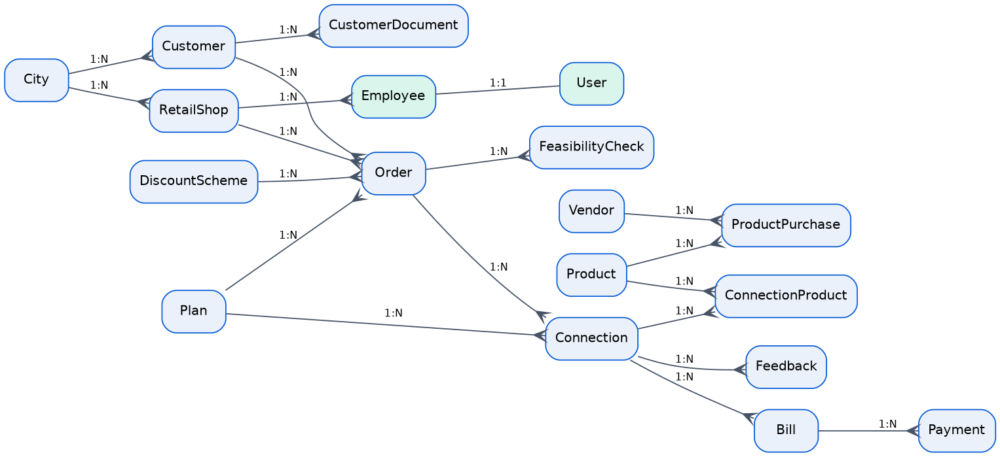 CustomerDocument
1:N
Customer
1:N
City
1:N
1:N
User
1:1
Employee
1:N
1:N
RetailShop
1:N
FeasibilityCheck
1:N
Order
1:N
DiscountScheme
Vendor
1:N
ProductPurchase
1:N
1:N
Product
1:N
1:N
ConnectionProduct
1:N
Plan
1:N
Connection
1:N
Feedback
1:N
Bill
1:N
Payment